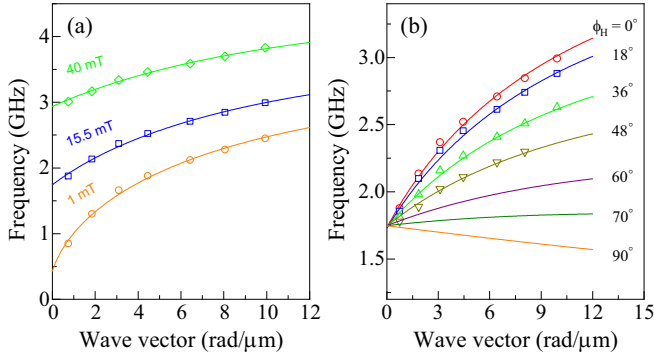 (a)
40 mT
15.5 mT
1 mT
4
3
2
1
0
Frequency (GHz)
0 2 4 6 8 10 12
Wave vector (rad/μm)
(b)
ϕH = 0°
18°
36°
48°
60°
70°
90°
3.0
2.5
2.0
1.5
Frequency (GHz)
0 3 6 9 12 15
Wave vector (rad/μm)